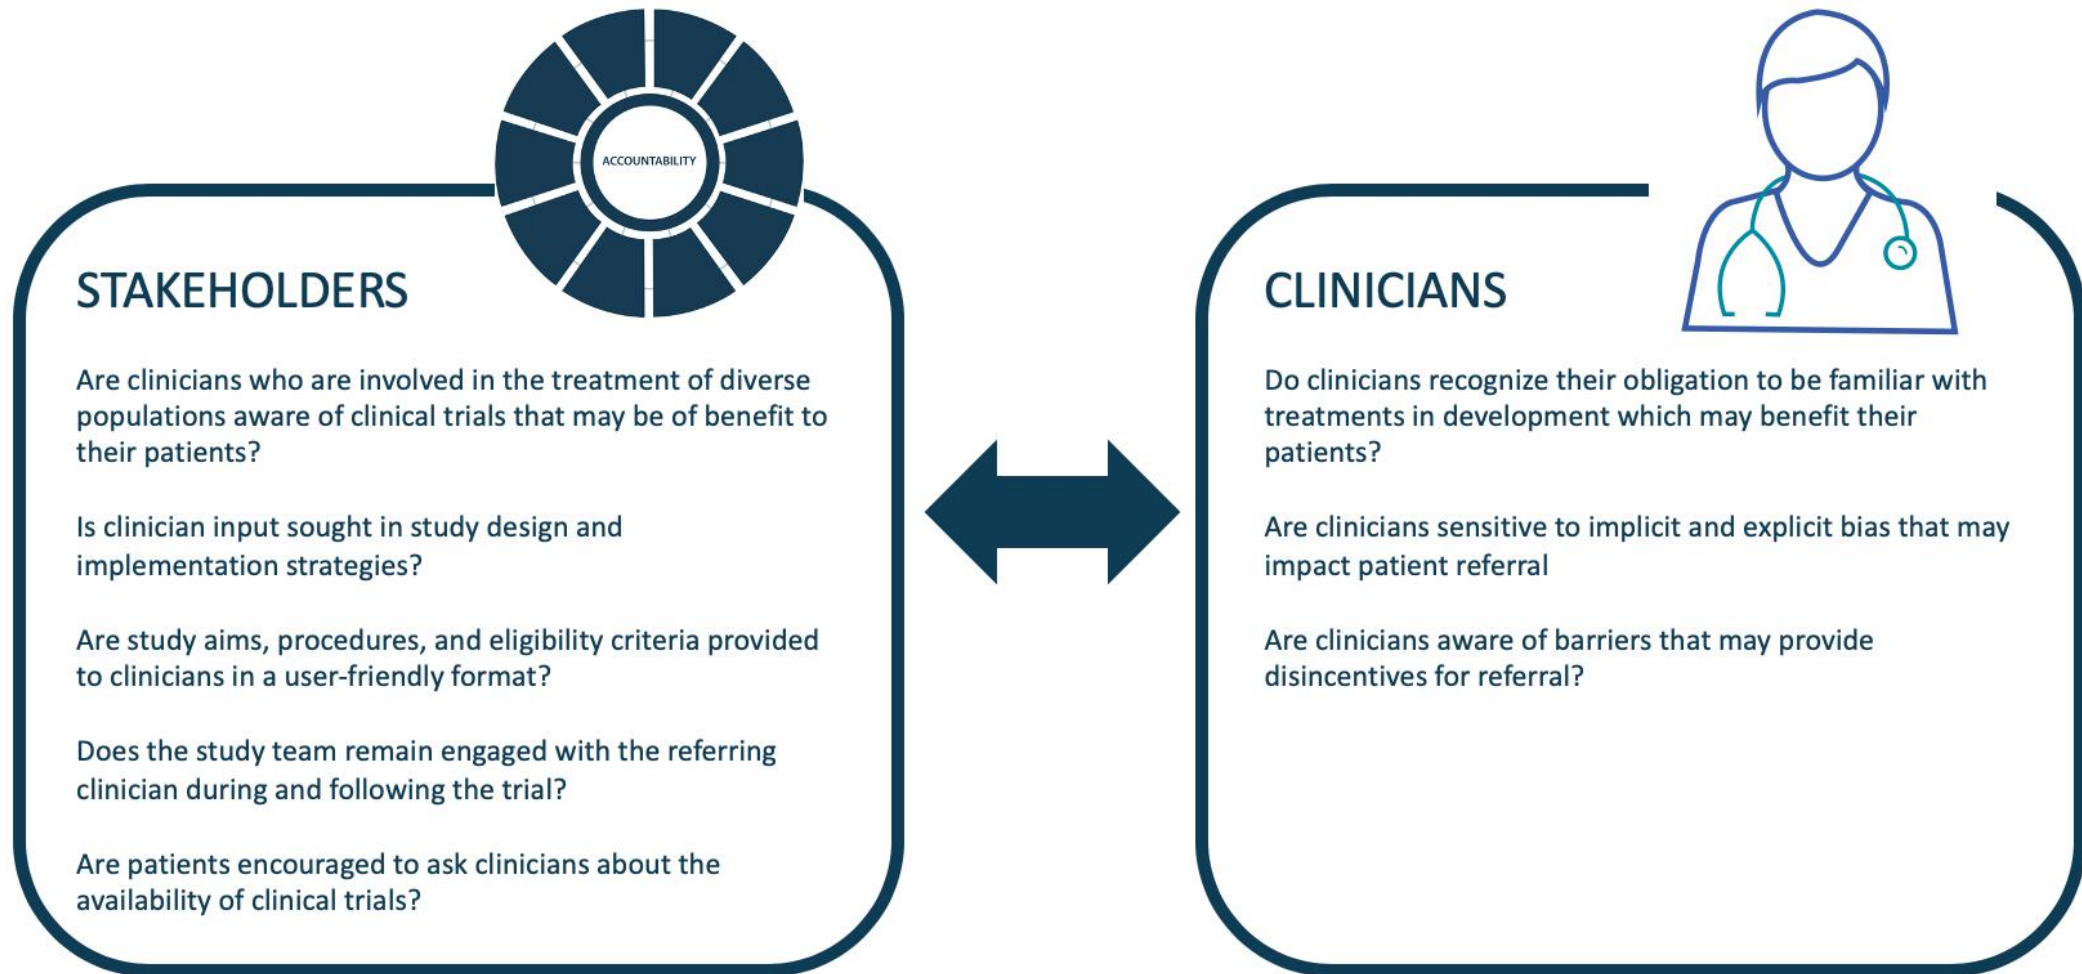 ACCOUNTABILITY
STAKEHOLDERS
Are clinicians who are involved in the treatment of diverse
populations aware of clinical trials that may be of benefit to
their patients?
Is clinician input sought in study design and
implementation strategies?
Are study aims, procedures, and eligibility criteria provided
to clinicians in a user-friendly format?
Does the study team remain engaged with the referring
clinician during and following the trial?
Are patients encouraged to ask clinicians about the
availability of clinical trials?
CLINICIANS
Do clinicians recognize their obligation to be familiar with
treatments in development which may benefit their
patients?
Are clinicians sensitive to implicit and explicit bias that may
impact patient referral
Are clinicians aware of barriers that may provide
disincentives for referral?